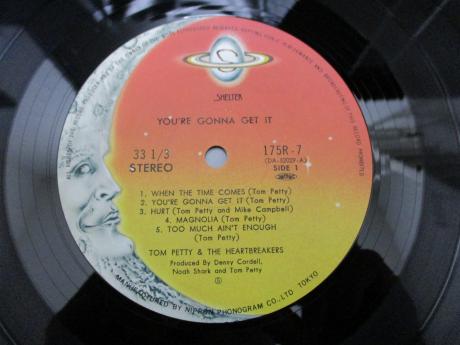 S
SHELTER
YOU'RE GONNA GET IT
33 1/3
STEREO
175R-7
(DA-52029-A)
SIDE 1
1. WHEN THE TIME COMES (Tom Petty)
2. YOU'RE GONNA GET IT (Tom Petty)
3. HURT (Tom Petty and Mike Campbell)
4. MAGNOLIA (Tom Petty)
5. TOO MUCH AIN'T ENOUGH
(Tom Petty)
TOM PETTY & THE HEARTBREAKERS
Produced By Denny Cordell,
Noah Shark and Tom Petty
MANUFACTURED BY NIPPON PHONOGRAM CO., LTD. TOKYO